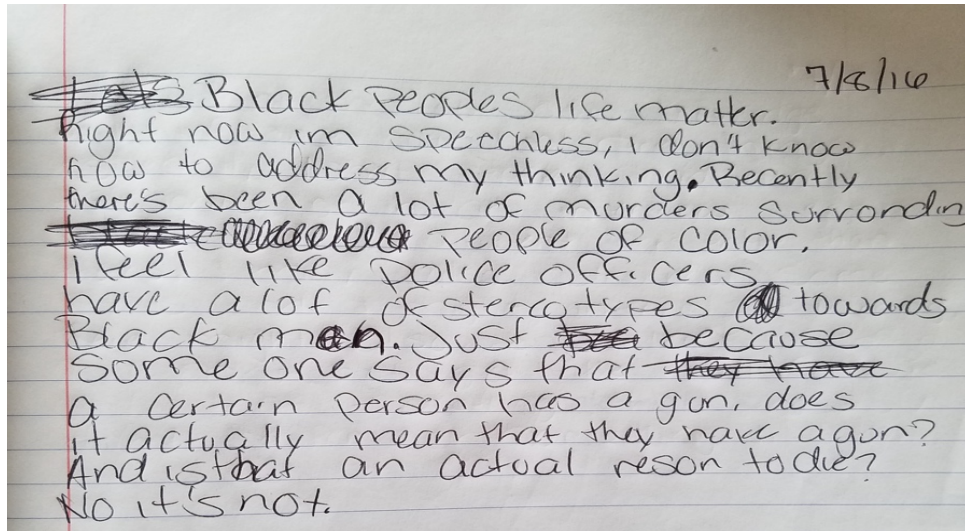 7/8/16
Black Peoples life matter.
Right now im speechless, I don't know
how to address my thinking. Recently
there's been a lot of murders surrondin
People of color.
I feel like police officers
have a lof of stereotypes towards
Black men. Just because
Some one says that
a certain person has a gun. does
it actually mean that they have a gun?
And is that an actual reson to die?
No it's not.